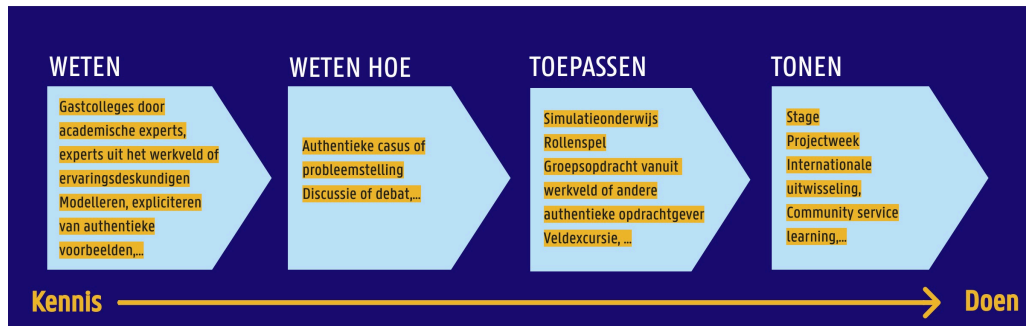 WETEN
Gastcolleges door
academische experts,
experts uit het werkveld of
ervaringsdeskundigen
Modelleren, expliciteren
van authentieke
voorbeelden,...
WETEN HOE
Authentieke casus of
probleemstelling
Discussie of debat,...
TOEPASSEN
Simulatieonderwijs
Rollenspel
Groepsopdracht vanuit
werkveld of andere
authentieke opdrachtgever
Veldexcursie, ...
TONEN
Stage
Projectweek
Internationale
uitwisseling,
Community service
learning,...
Kennis
Doen